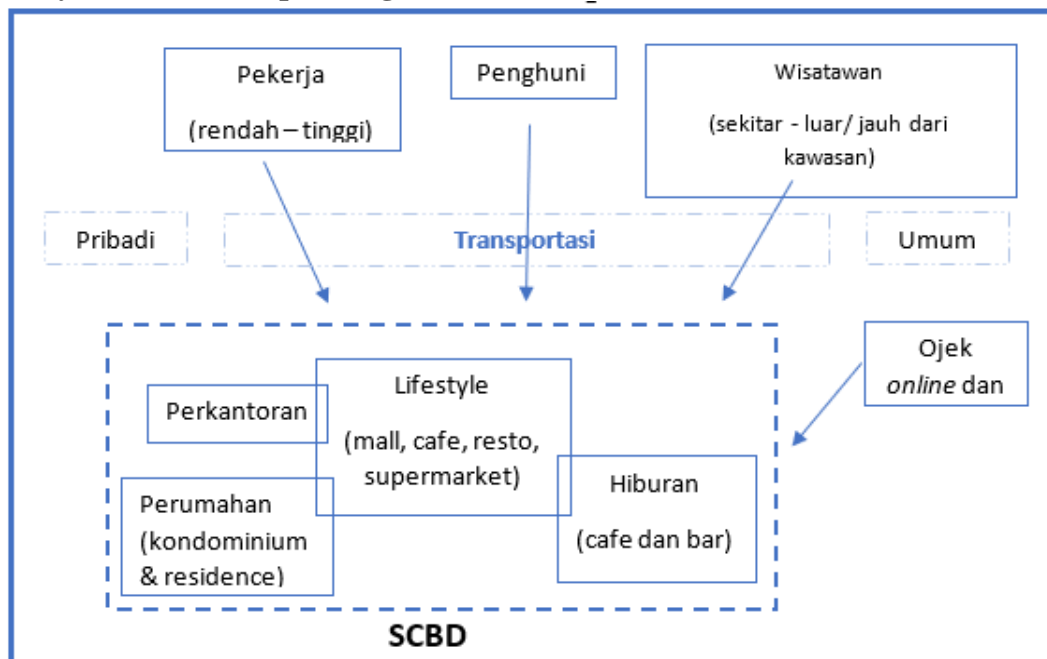 Pekerja
(rendah – tinggi)
Penghuni
Wisatawan
(sekitar - luar/ jauh dari
kawasan)
Pribadi
Transportasi
Umum
Ojek
online dan
Perkantoran
Lifestyle
(mall, cafe, resto,
supermarket)
Perumahan
(kondominium
& residence)
Hiburan
(cafe dan bar)
SCBD